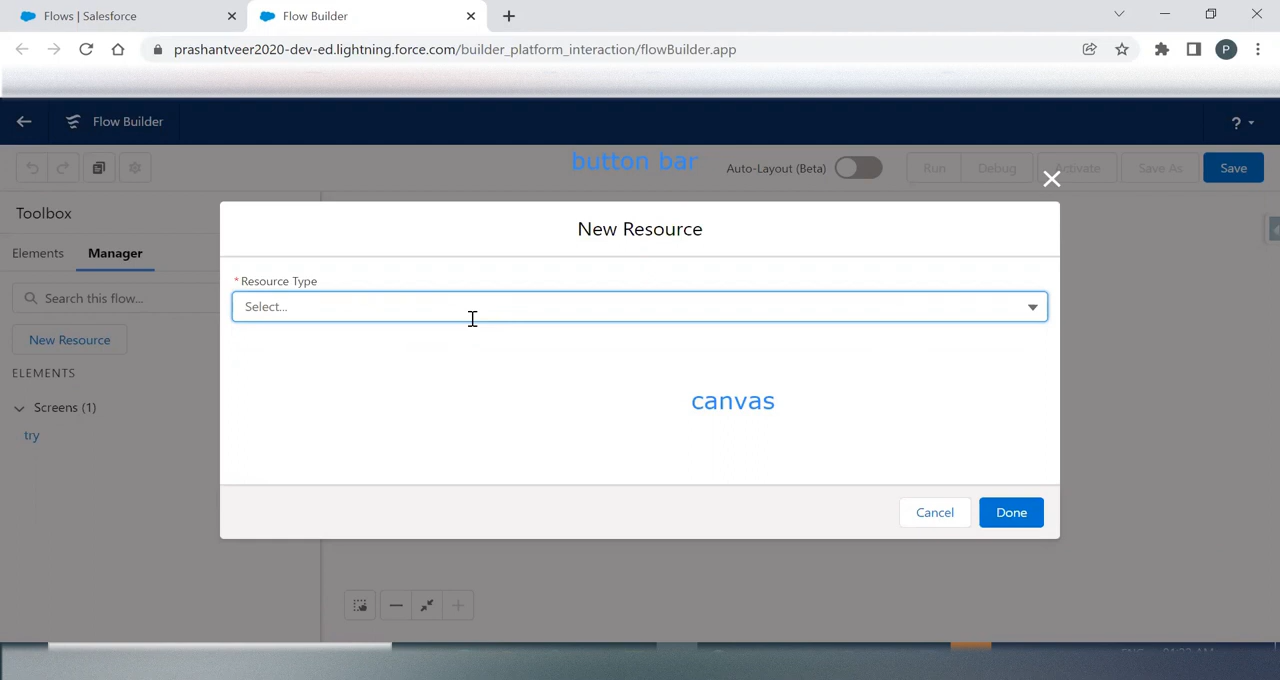 Flows | Salesforce
Flow Builder
prashantveer2020-dev-ed.lightning.force.com/builder_platform_interaction/flowBuilder.app
P
Flow Builder
?
button bar
Auto-Layout (Beta)
Run
Debug
Activate
Save As
Save
Toolbox
Elements
Manager
Search this flow...
New Resource
ELEMENTS
Screens (1)
try
New Resource
* Resource Type
Select...
canvas
Cancel
Done